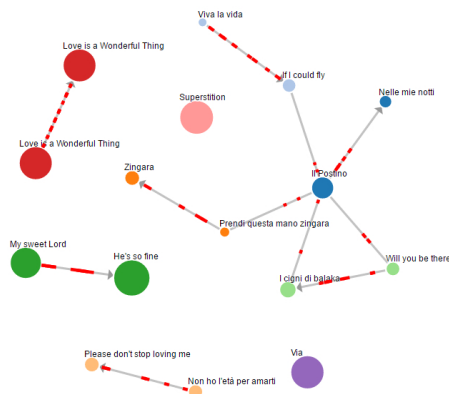 Viva la vida
Love is a Wonderful Thing
If I could fly
Nelle mie notti
Superstition
Love is a Wonderful Thing
Zingara
Il Postino
Prendi questa mano zingara
My sweet Lord
He's so fine
Will you be there
I cigni di balaka
Please don't stop loving me
Via
Non ho l'età per amarti